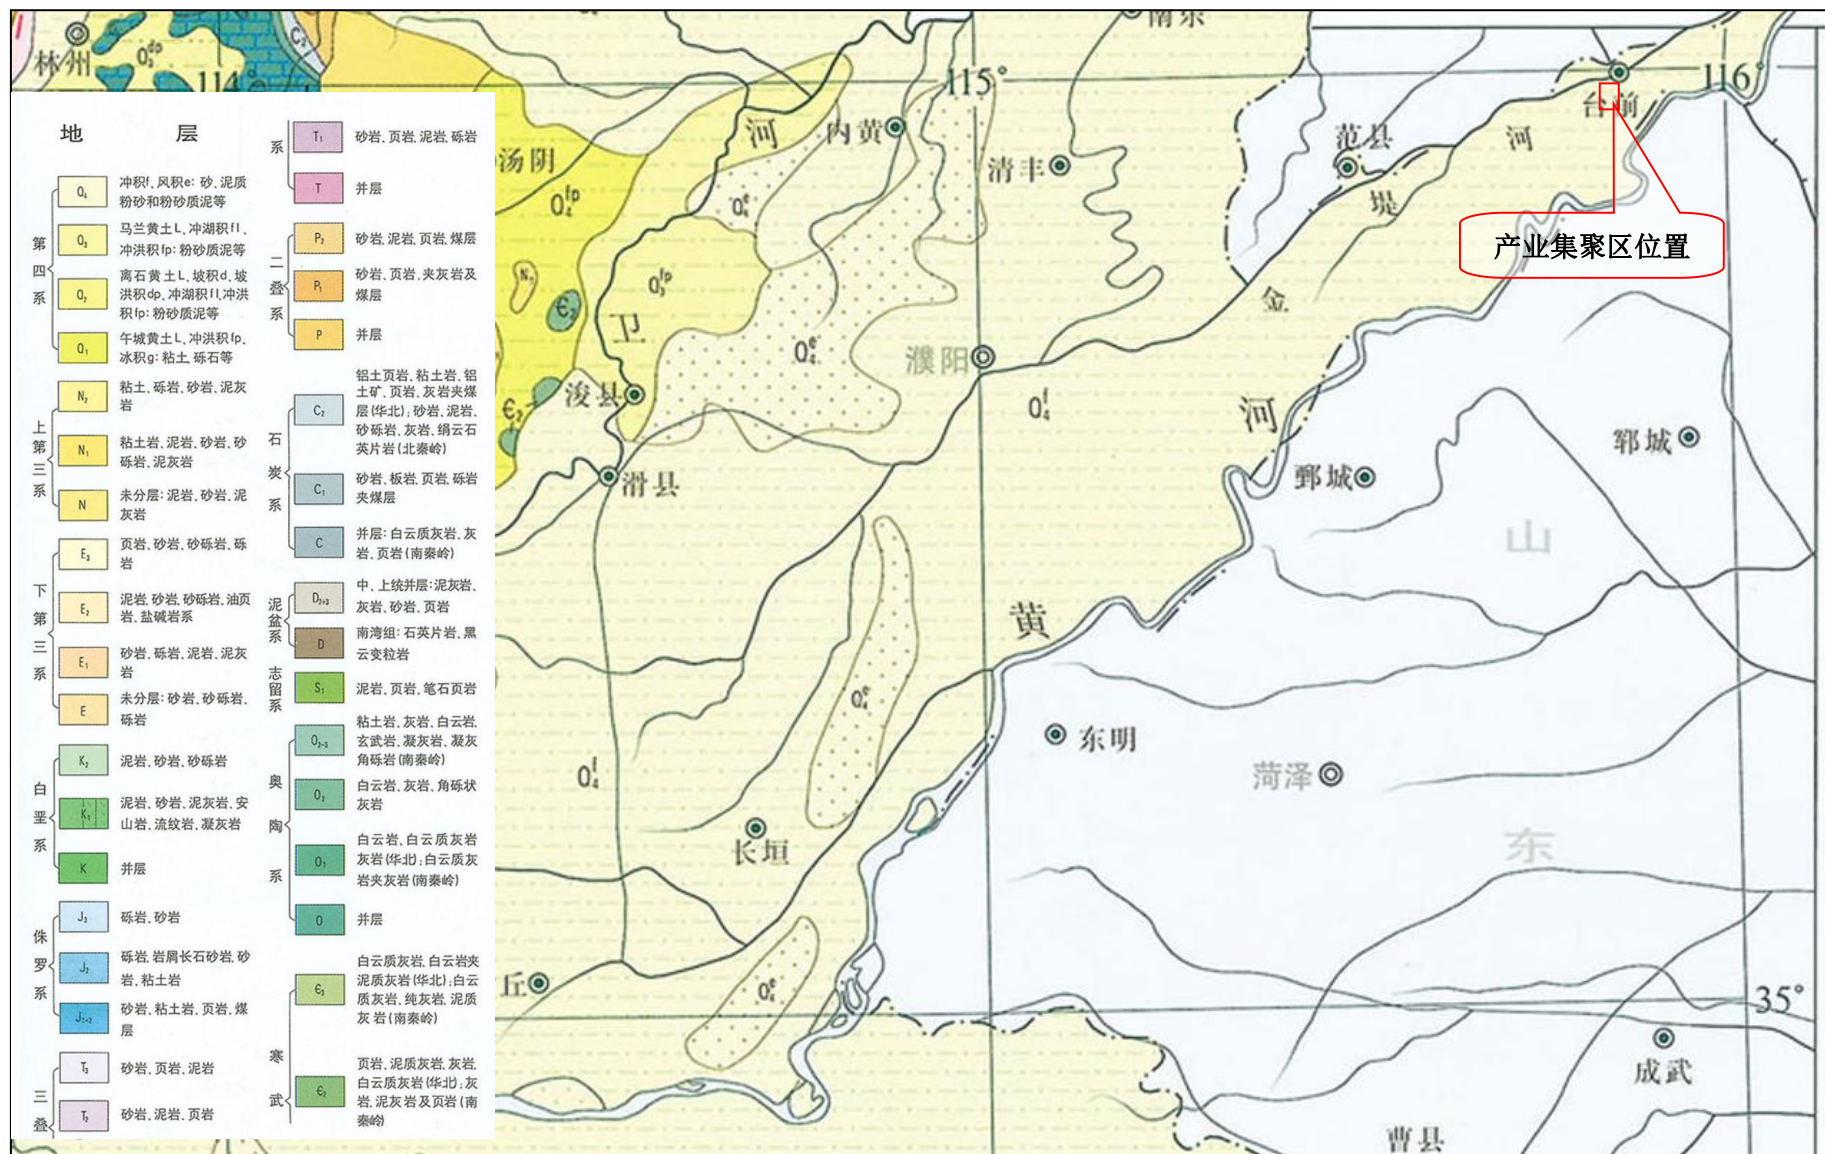 地 层
第四系
Q₄
冲积f、风积e: 砂、泥质
粉砂和粉砂质泥等
Q₃
马兰黄土L、冲湖积fl、
冲洪积fp: 粉砂质泥等
Q₂
离石黄土L、坡积d、坡
洪积dp、冲湖积fl、冲洪
积fp: 粉砂质泥等
Q₁
午城黄土L、冲洪积fp、
冰积g: 粘土、砾石等
上第三系
N₂
粘土、砾岩、砂岩、泥灰
岩
N₁
粘土岩、泥岩、砂岩、砂
砾岩、泥灰岩
N
未分层: 泥岩、砂岩、泥
灰岩
下第三系
E₃
页岩、砂岩、砂砾岩、砾
岩
E₂
泥岩、砂岩、砂砾岩、油页
岩、盐碱岩系
E₁
砂岩、砾岩、泥岩、泥灰
岩
E
未分层: 砂岩、砂砾岩、
砾岩
白垩系
K₂
泥岩、砂岩、砂砾岩
K₁
泥岩、砂岩、泥灰岩、安
山岩、流纹岩、凝灰岩
K
并层
侏罗系
J₃
砾岩、砂岩
J₂
砾岩、岩屑长石砂岩、砂
岩、粘土岩
J₁₊₂
砂岩、粘土岩、页岩、煤
层
三叠
T₃
砂岩、页岩、泥岩
T₂
砂岩、泥岩、页岩
系
T₁
砂岩、页岩、泥岩、砾岩
T
并层
二叠系
P₂
砂岩、泥岩、页岩、煤层
P₁
砂岩、页岩、夹灰岩及
煤层
P
并层
石炭系
C₂
铝土页岩、粘土岩、铝
土矿、页岩、灰岩夹煤
层(华北); 砂岩、泥岩、
砂砾岩、灰岩、绢云石
英片岩(北秦岭)
C₁
砂岩、板岩、页岩、砾岩
夹煤层
C
并层: 白云质灰岩、灰
岩、页岩(南秦岭)
泥盆系
D₂₊₃
中、上统并层: 泥灰岩、
灰岩、砂岩、页岩
D
南湾组: 石英片岩、黑
云变粒岩
志留系
S₁
泥岩、页岩、笔石页岩
奥陶系
O₂₋₃
粘土岩、灰岩、白云岩、
玄武岩、凝灰岩、凝灰
角砾岩(南秦岭)
O₂
白云岩、灰岩、角砾状
灰岩
O₁
白云岩、白云质灰岩
灰岩(华北); 白云质灰
岩夹灰岩(南秦岭)
O
并层
寒武
Є₃
白云质灰岩、白云岩夹
泥质灰岩(华北); 白云
质灰岩、纯灰岩、泥质
灰岩(南秦岭)
Є₂
页岩、泥质灰岩、灰岩、
白云质灰岩(华北); 灰
岩、泥灰岩及页岩(南
秦岭)
林州
Q₂ᵈᵖ
C₂
114°
115°
南乐
116°
台前
河
内黄
汤阴
清丰
范县
河
堤
Q₄ᶠᵖ
Q₄ᵉ
产业集聚区位置
N₁
Є₂
Q₃ᶠᵖ
金
卫
Q₄ᵉ
濮阳
浚县
Є₂
Q₄ᶠ
河
郓城
滑县
鄄城
山
黄
Q₄ᵉ
东明
菏泽
Q₄ᶠ
长垣
东
丘
Q₄ᵉ
35°
成武
曹县